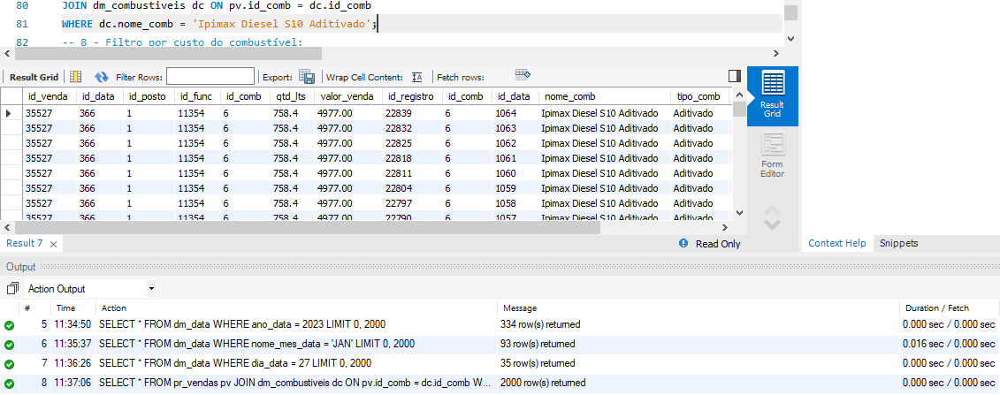 80 JOIN dm_combustiveis dc ON pv.id_comb = dc.id_comb
81 WHERE dc.nome_comb = 'Ipimax Diesel S10 Aditivado';
82 -- 8 - Filtro por custo do combustível:
Result Grid Filter Rows: Export: Wrap Cell Content: Fetch rows:
id_venda id_data id_posto id_func id_comb qtd_lts valor_venda id_registro id_comb id_data nome_comb tipo_comb
35527 366 1 11354 6 758.4 4977.00 22839 6 1064 Ipimax Diesel S10 Aditivado Aditivado
35527 366 1 11354 6 758.4 4977.00 22832 6 1063 Ipimax Diesel S10 Aditivado Aditivado
35527 366 1 11354 6 758.4 4977.00 22825 6 1062 Ipimax Diesel S10 Aditivado Aditivado
35527 366 1 11354 6 758.4 4977.00 22818 6 1061 Ipimax Diesel S10 Aditivado Aditivado
35527 366 1 11354 6 758.4 4977.00 22811 6 1060 Ipimax Diesel S10 Aditivado Aditivado
35527 366 1 11354 6 758.4 4977.00 22804 6 1059 Ipimax Diesel S10 Aditivado Aditivado
35527 366 1 11354 6 758.4 4977.00 22797 6 1058 Ipimax Diesel S10 Aditivado Aditivado
35527 366 1 11354 6 758.4 4977.00 22790 6 1057 Ipimax Diesel S10 Aditivado Aditivado
Result
Grid
Form
Editor
Result 7 Read Only Context Help Snippets
Output
Action Output
# Time Action Message Duration / Fetch
5 11:34:50 SELECT * FROM dm_data WHERE ano_data = 2023 LIMIT 0, 2000 334 row(s) returned 0.000 sec / 0.000 sec
6 11:35:37 SELECT * FROM dm_data WHERE nome_mes_data = 'JAN' LIMIT 0, 2000 93 row(s) returned 0.016 sec / 0.000 sec
7 11:36:26 SELECT * FROM dm_data WHERE dia_data = 27 LIMIT 0, 2000 35 row(s) returned 0.000 sec / 0.000 sec
8 11:37:06 SELECT * FROM pr_vendas pv JOIN dm_combustiveis dc ON pv.id_comb = dc.id_comb W... 2000 row(s) returned 0.000 sec / 0.000 sec